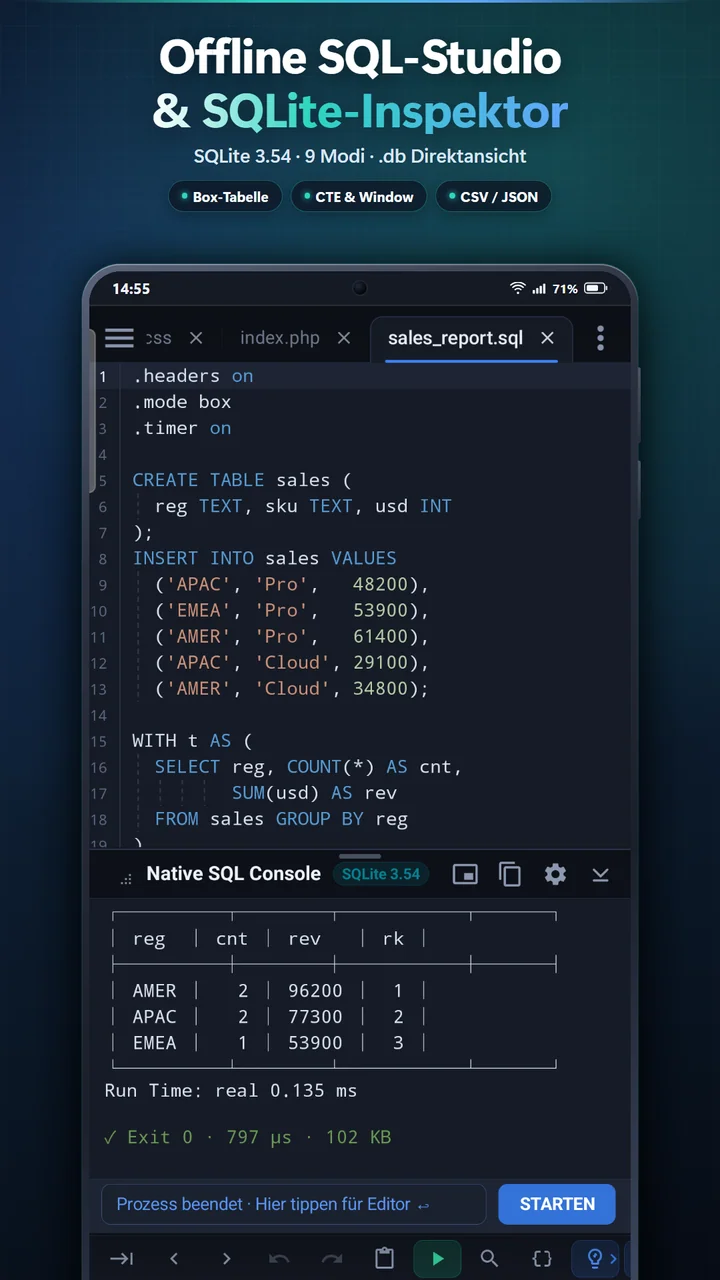 Offline SQL-Studio
& SQLite-Inspektor
SQLite 3.54 · 9 Modi · .db Direktansicht
Box-Tabelle
CTE & Window
CSV / JSON
14:55
71%
css
index.php
sales_report.sql
1 .headers on
2 .mode box
3 .timer on
4
5 CREATE TABLE sales (
6 reg TEXT, sku TEXT, usd INT
7 );
8 INSERT INTO sales VALUES
9 ('APAC', 'Pro', 48200),
10 ('EMEA', 'Pro', 53900),
11 ('AMER', 'Pro', 61400),
12 ('APAC', 'Cloud', 29100),
13 ('AMER', 'Cloud', 34800);
14
15 WITH t AS (
16 SELECT reg, COUNT(*) AS cnt,
17 SUM(usd) AS rev
18 FROM sales GROUP BY reg
19 )
Native SQL Console
SQLite 3.54
│ reg │ cnt │ rev │ rk │
│ AMER │ 2 │ 96200 │ 1 │
│ APAC │ 2 │ 77300 │ 2 │
│ EMEA │ 1 │ 53900 │ 3 │
Run Time: real 0.135 ms
✓ Exit 0 · 797 µs · 102 KB
Prozess beendet · Hier tippen für Editor ↩
STARTEN